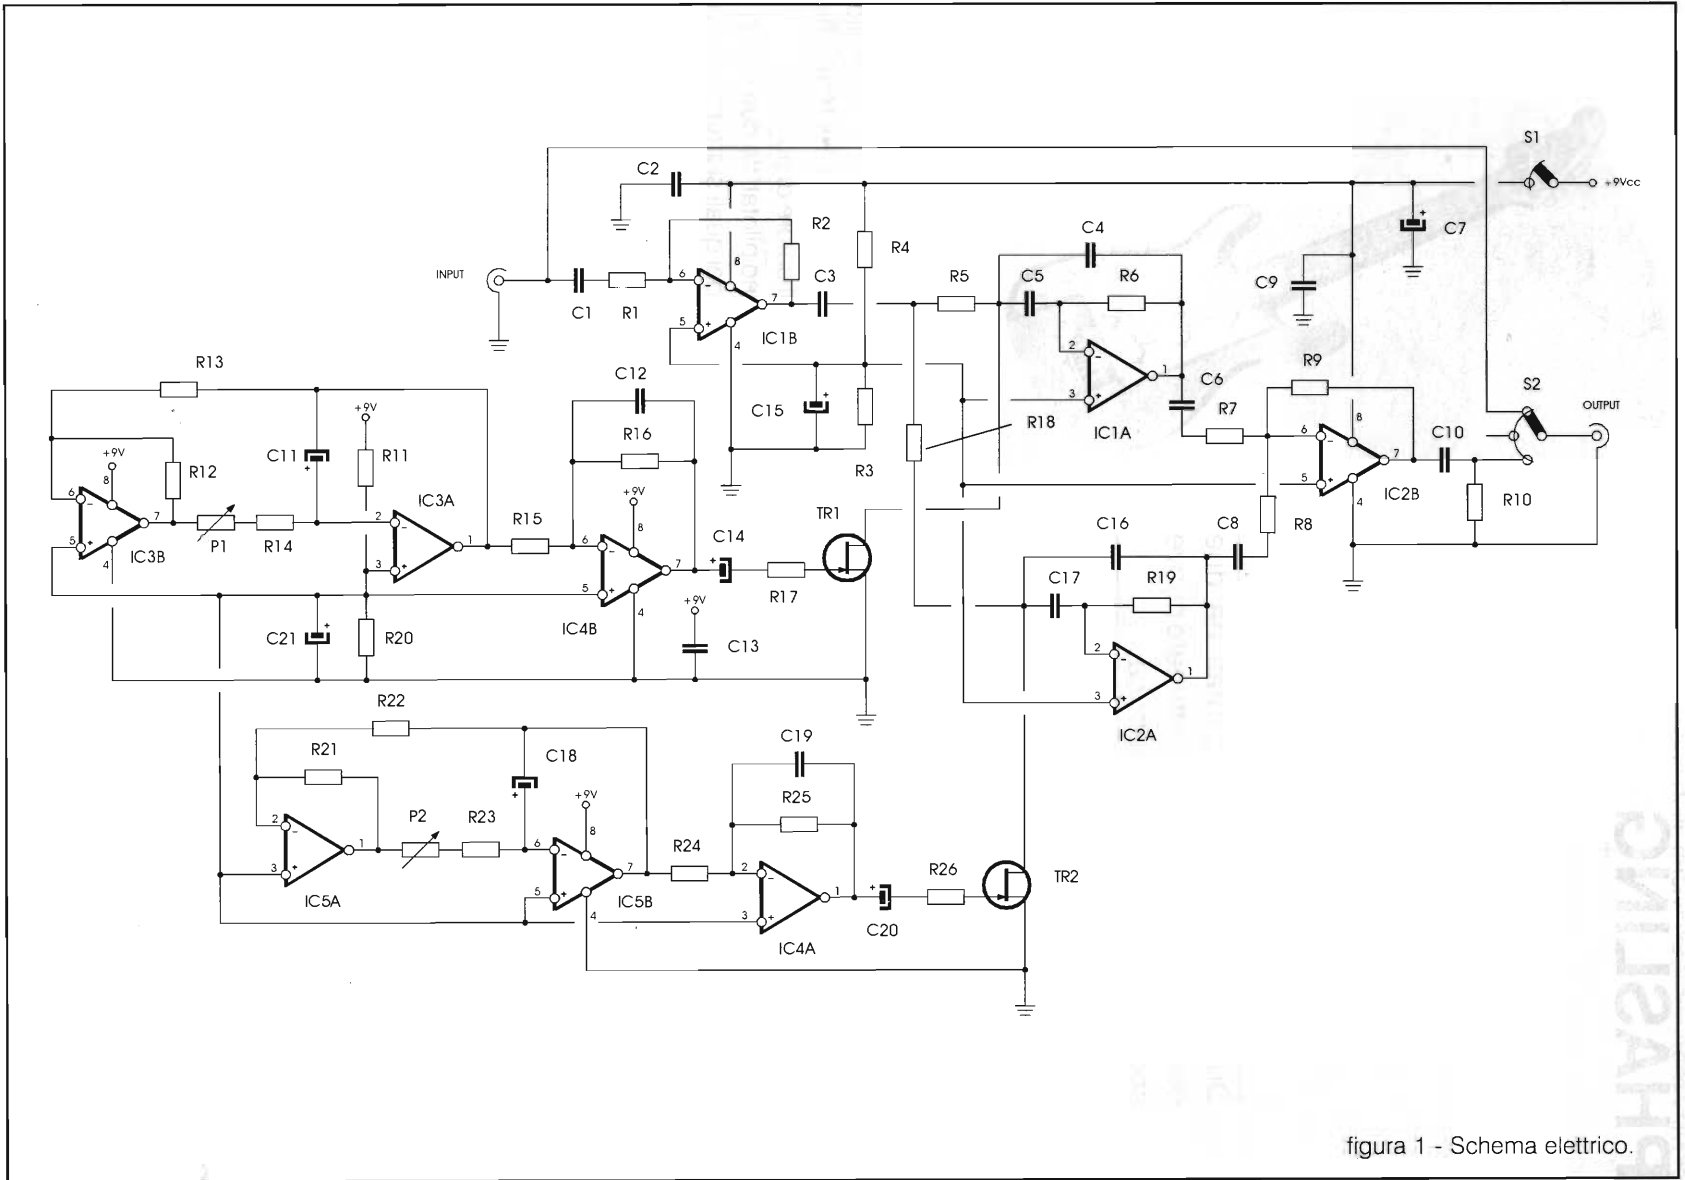 S1
+9Vcc
C2
R2
R4
C4
C7
INPUT
8
6
-
C3
R5
C5
R6
C9
7
C1
R1
5
+
IC1B
4
2
-
1
C6
R9
S2
OUTPUT
R13
C12
C15
3
+
IC1A
R18
R7
8
C10
+9V
R16
R3
6
-
7
IC2B
R10
+9V
8
R12
C11
R11
5
+
4
6
-
7
5
+
4
IC3B
P1
R14
IC3A
2
-
1
3
+
R15
+9V
8
6
-
7
5
+
4
IC4B
C14
R17
TR1
C16
C8
R8
C17
R19
+9V
C13
C21
R20
2
-
1
3
+
IC2A
R22
R21
C18
C19
+9V
R25
2
-
1
3
+
IC5A
P2
R23
8
6
-
7
5
+
4
IC5B
R24
2
-
1
3
+
IC4A
C20
R26
TR2
figura 1 - Schema elettrico.
PHASLING